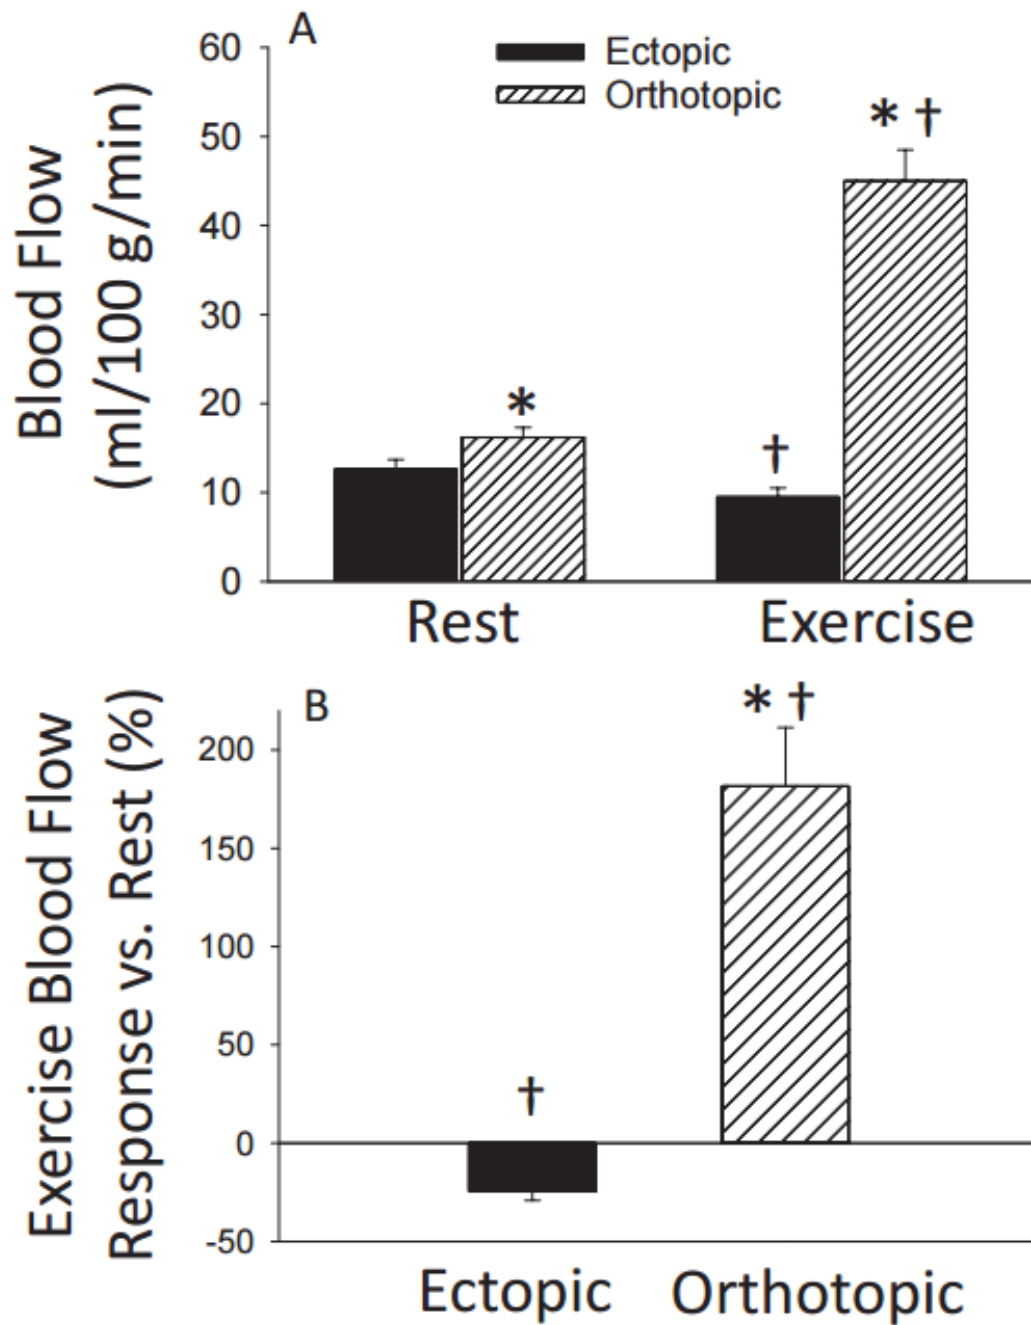 A
Ectopic
Orthotopic
Blood Flow
(ml/100 g/min)
60
50
40
30
20
10
0
* †
*
†
Rest
Exercise
B
Exercise Blood Flow
Response vs. Rest (%)
200
150
100
50
0
-50
* †
†
Ectopic
Orthotopic